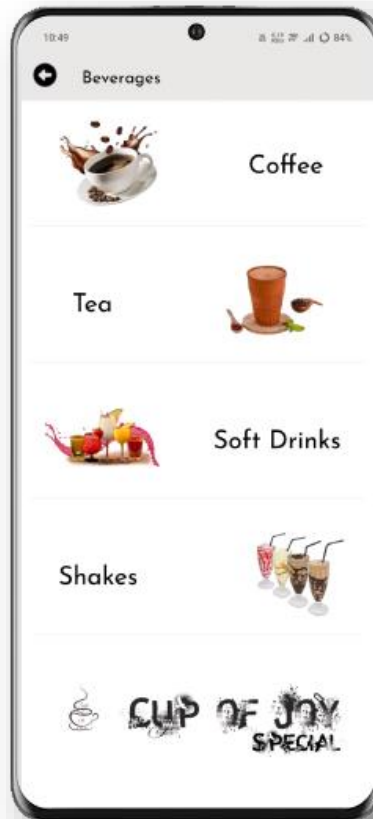 10:49
84%
Beverages
Coffee
Tea
Soft Drinks
Shakes
CUP OF JOY
SPECIAL